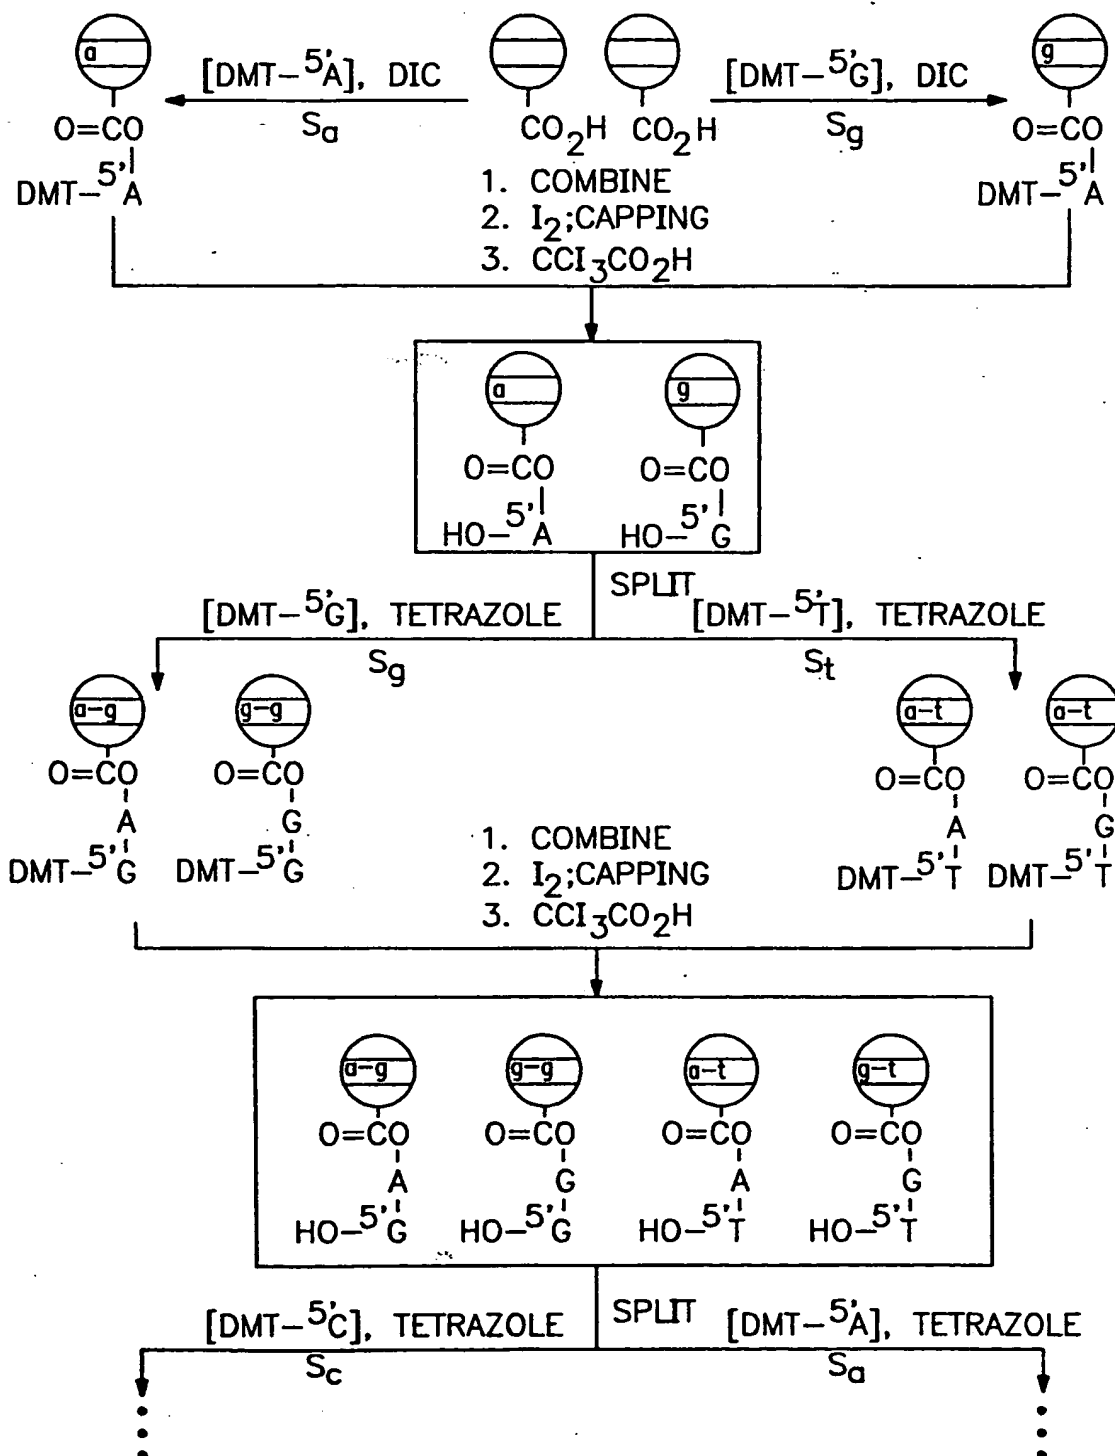 a
g
[DMT-5'A], DIC
[DMT-5'G], DIC
Sa
Sg
O=CO
CO2H CO2H
O=CO
DMT-5'A
DMT-5'A
1. COMBINE
2. I2;CAPPING
3. CCI3CO2H
a
g
O=CO
O=CO
HO-5'A
HO-5'G
SPLIT
[DMT-5'G], TETRAZOLE
[DMT-5'T], TETRAZOLE
Sg
St
a-g
g-g
a-t
a-t
O=CO
O=CO
O=CO
O=CO
A
G
A
G
DMT-5'G
DMT-5'G
DMT-5'T
DMT-5'T
1. COMBINE
2. I2;CAPPING
3. CCI3CO2H
a-g
g-g
a-t
g-t
O=CO
O=CO
O=CO
O=CO
A
G
A
G
HO-5'G
HO-5'G
HO-5'T
HO-5'T
SPLIT
[DMT-5'C], TETRAZOLE
[DMT-5'A], TETRAZOLE
Sc
Sa